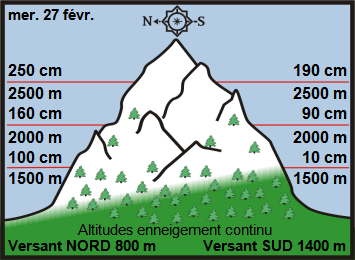 mer. 27 févr.
N S
250 cm 190 cm
2500 m 2500 m
160 cm 90 cm
2000 m 2000 m
100 cm 10 cm
1500 m 1500 m
Altitudes enneigement continu
Versant NORD 800 m Versant SUD 1400 m